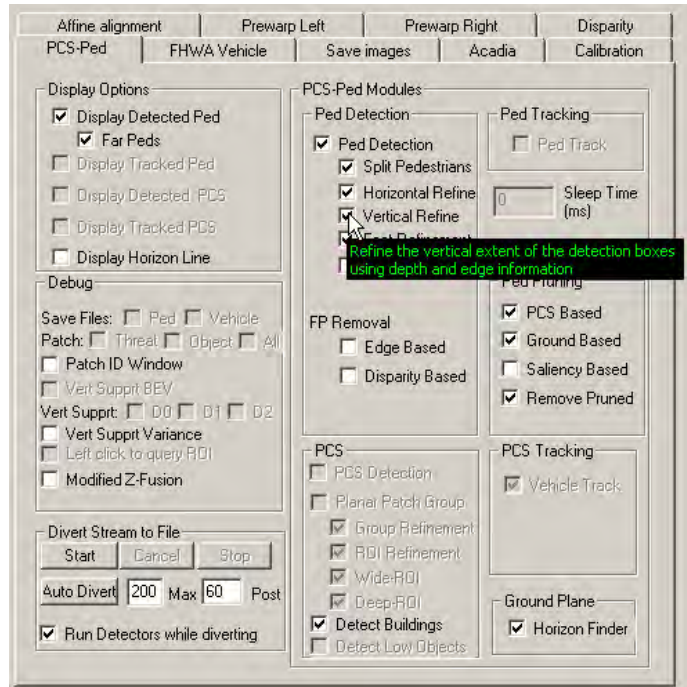 Affine alignment Prewarp Left Prewarp Right Disparity
PCS-Ped FHWA Vehicle Save images Acadia Calibration
Display Options
Display Detected Ped
Far Peds
Display Tracked Ped
Display Detected PCS
Display Tracked PCS
Display Horizon Line
Debug
Save Files: Ped Vehicle
Patch: Threat Object All
Patch ID Window
Vert Supprt BEV
Vert Supprt: D0 D1 D2
Vert Supprt Variance
Left click to query ROI
Modified Z-Fusion
Divert Stream to File
Start Cancel Stop
Auto Divert 200 Max 60 Post
Run Detectors while diverting
PCS-Ped Modules
Ped Detection
Ped Detection
Split Pedestrians
Horizontal Refine
Vertical Refine
Refine the vertical extent of the detection boxes
using depth and edge information
FP Removal
Edge Based
Disparity Based
Ped Tracking
Ped Track
0 Sleep Time
(ms)
Ped Pruning
PCS Based
Ground Based
Saliency Based
Remove Pruned
PCS
PCS Detection
Planar Patch Group
Group Refinement
ROI Refinement
Wide-ROI
Deep-ROI
Detect Buildings
Detect Low Objects
PCS Tracking
Vehicle Track
Ground Plane
Horizon Finder